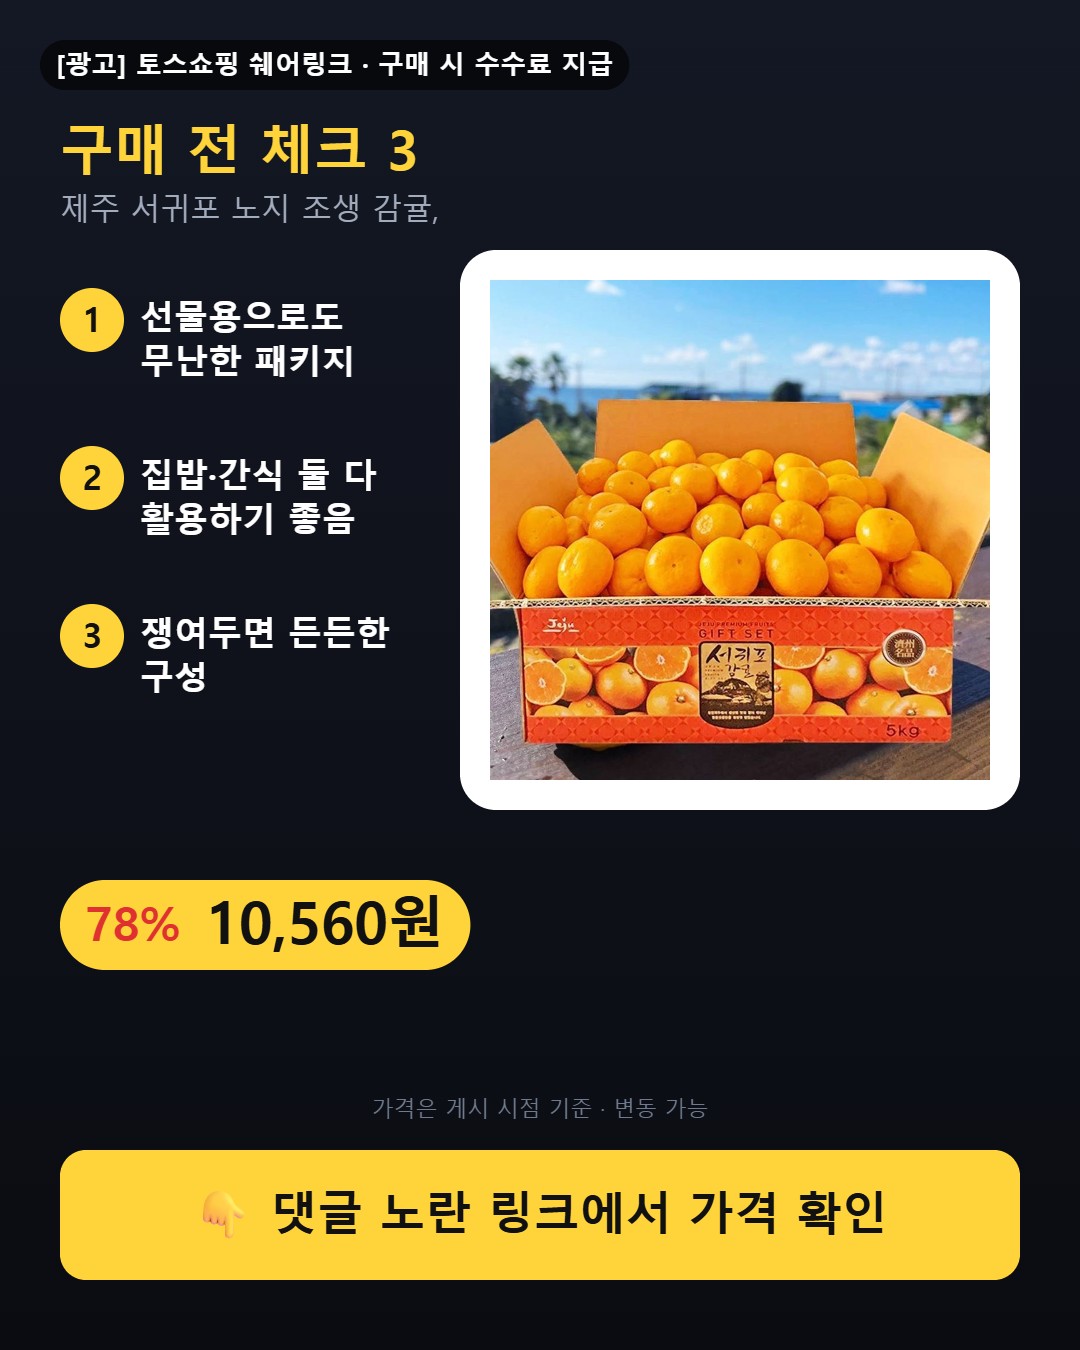 [광고] 토스쇼핑 쉐어링크 · 구매 시 수수료 지급
구매 전 체크 3
제주 서귀포 노지 조생 감귤,
1 선물용으로도
무난한 패키지
2 집밥·간식 둘 다
활용하기 좋음
3 쟁여두면 든든한
구성
Jeju
JEJU PREMIUM FRUITS
GIFT SET
서귀포
감귤
5kg
78% 10,560원
가격은 게시 시점 기준 · 변동 가능
👇 댓글 노란 링크에서 가격 확인